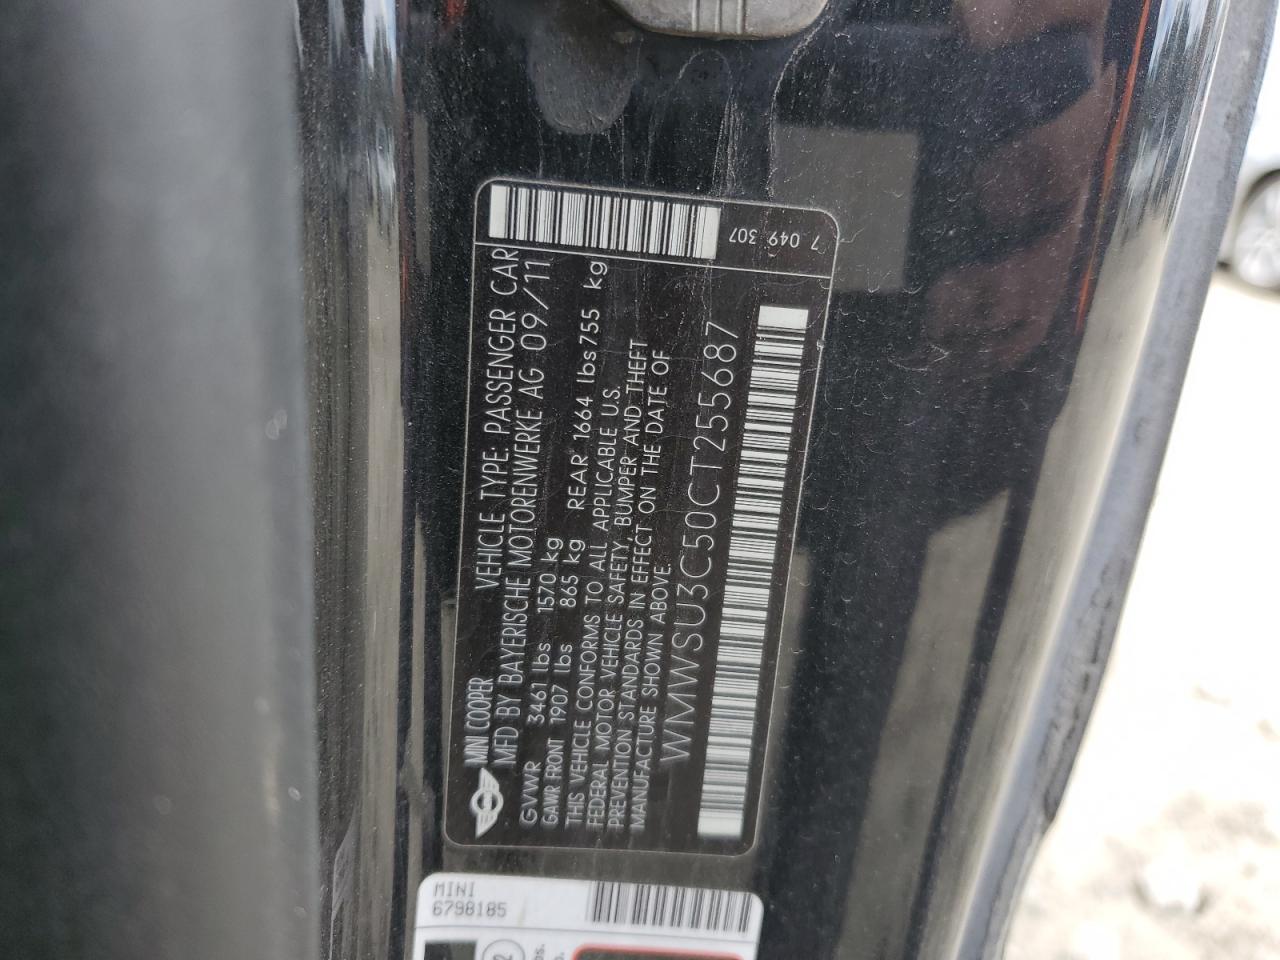 7 049 307
MINI COOPER VEHICLE TYPE: PASSENGER CAR
MFD BY BAYERISCHE MOTORENWERKE AG 09/11
GVWR 3461 lbs 1570 kg
GAWR FRONT 1907 lbs 865 kg REAR 1664 lbs 755 kg
THIS VEHICLE CONFORMS TO ALL APPLICABLE U.S.
FEDERAL MOTOR VEHICLE SAFETY, BUMPER AND THEFT
PREVENTION STANDARDS IN EFFECT ON THE DATE OF
MANUFACTURE SHOWN ABOVE.
WMWSU3C50CT255687
MINI
6798185